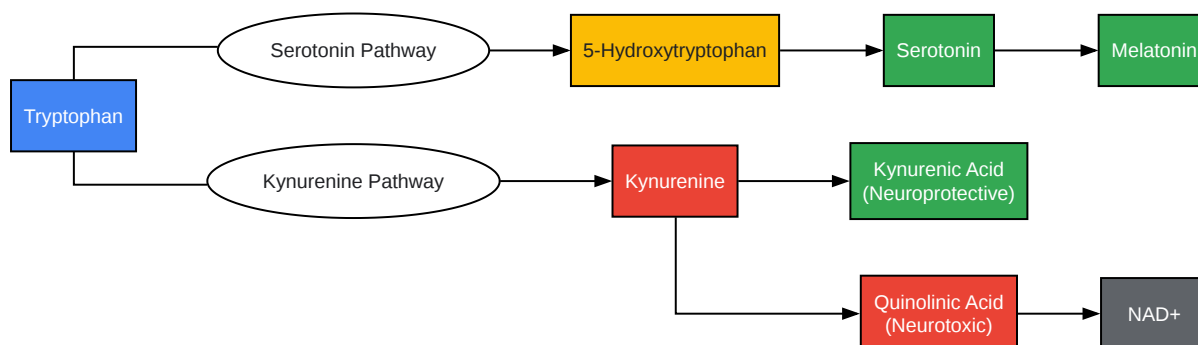 Serotonin Pathway
5-Hydroxytryptophan
Serotonin
Melatonin
Tryptophan
Kynurenine Pathway
Kynurenine
Kynurenic Acid
(Neuroprotective)
Quinolinic Acid
(Neurotoxic)
NAD+